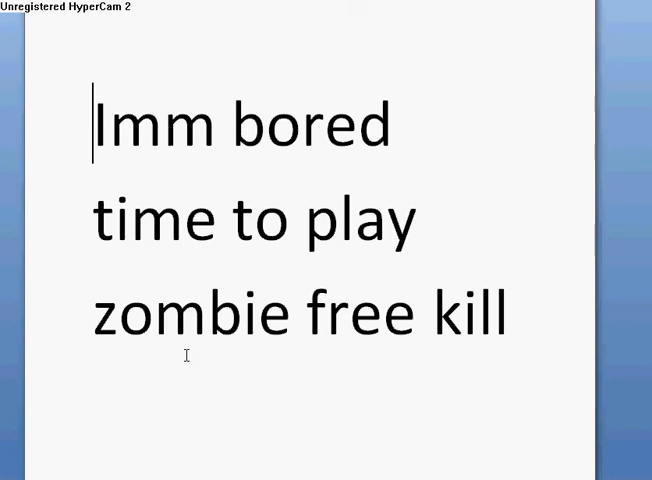 Unregistered HyperCam 2
Imm bored
time to play
zombie free kill